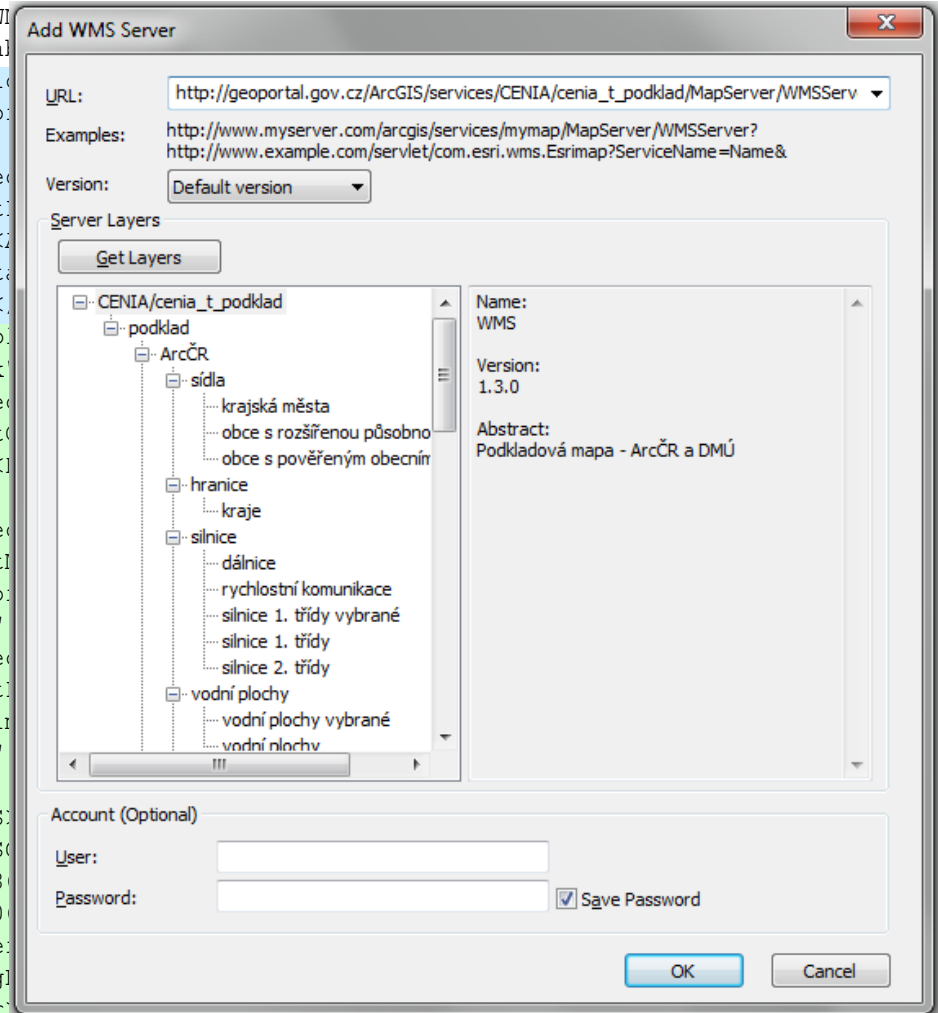 Add WMS Server
URL:
http://geoportal.gov.cz/ArcGIS/services/CENIA/cenia_t_podklad/MapServer/WMSServ
Examples:
http://www.myserver.com/arcgis/services/mymap/MapServer/WMSServer?
http://www.example.com/servlet/com.esri.wms.Esrimap?ServiceName=Name&
Version:
Default version
Server Layers
Get Layers
CENIA/cenia_t_podklad
podklad
ArcČR
sídla
krajská města
obce s rozšířenou působno
obce s pověřeným obecním
hranice
kraje
silnice
dálnice
rychlostní komunikace
silnice 1. třídy vybrané
silnice 1. třídy
silnice 2. třídy
vodní plochy
vodní plochy vybrané
vodní plochy
Name:
WMS
Version:
1.3.0
Abstract:
Podkladová mapa - ArcČR a DMÚ
Account (Optional)
User:
Password:
Save Password
OK
Cancel